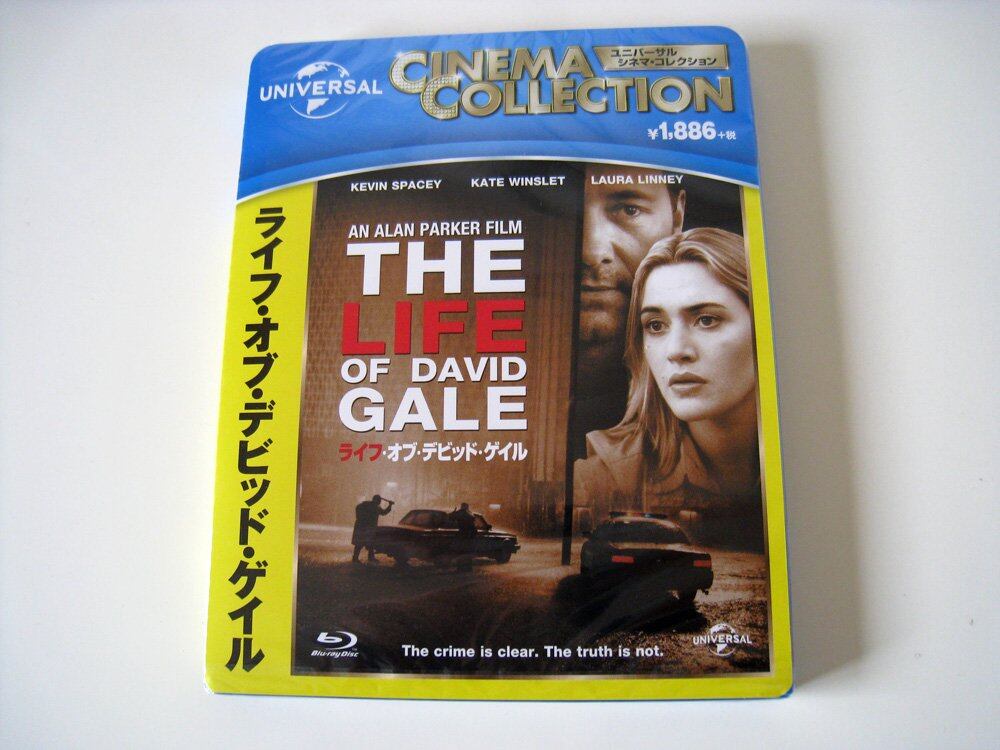 UNIVERSAL
CINEMA
COLLECTION
ユニバーサル
シネマ・コレクション
¥1,886+税
KEVIN SPACEY KATE WINSLET LAURA LINNEY
AN ALAN PARKER FILM
THE
LIFE
OF DAVID
GALE
ライフ・オブ・デビッド・ゲイル
ライフ・オブ・デビッド・ゲイル
Blu-ray Disc
The crime is clear. The truth is not.
UNIVERSAL